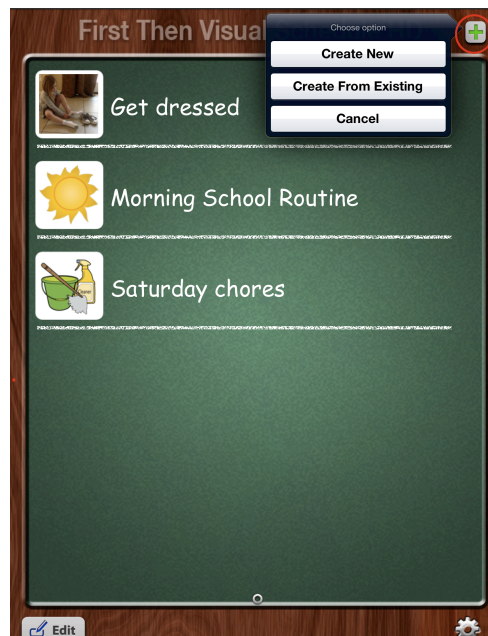 First Then Visual
Choose option
Create New
Create From Existing
Cancel
Get dressed
Morning School Routine
Saturday chores
Edit